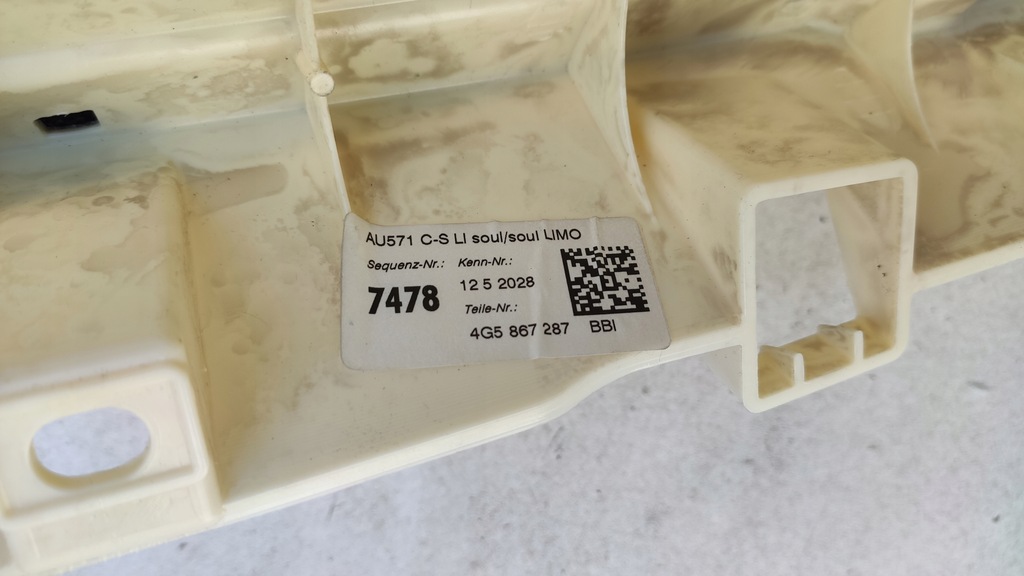 AU571 C-S LI soul/soul LIMO
Sequenz-Nr.: Kenn-Nr.:
7478 12 5 2028
Teile-Nr.:
4G5 867 287 BBI